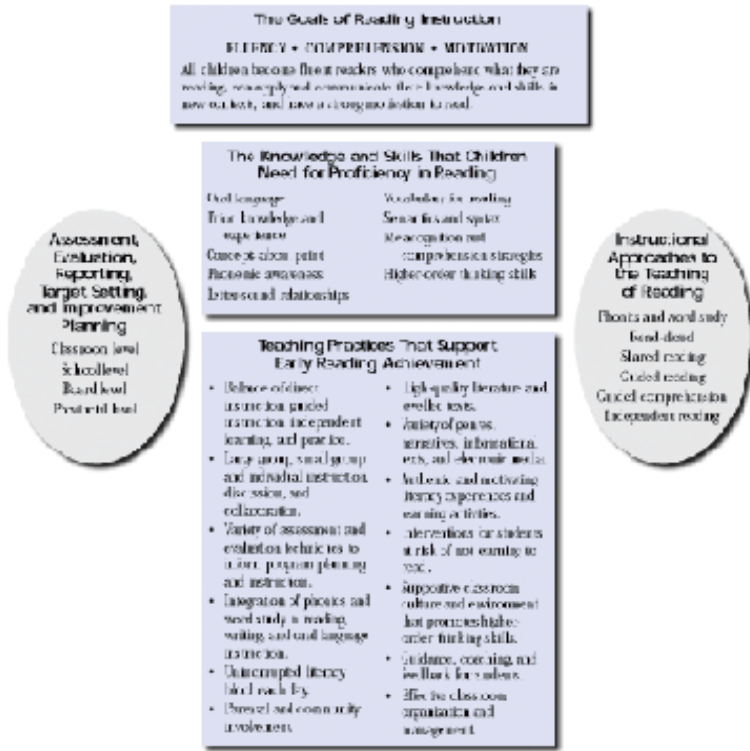 The Goals of Reading Instruction
FLUENCY • COMPREHENSION • MOTIVATION
All children become fluent readers who comprehend what they are
reading, can apply and communicate their knowledge and skills in
new contexts, and have a strong motivation to read.
The Knowledge and Skills That Children
Need for Proficiency in Reading
Oral language
Prior knowledge and
experience
Concepts about print
Phonemic awareness
Letter-sound relationships
Vocabulary for reading
Semantics and syntax
Metacognition and
comprehension strategies
Higher-order thinking skills
Assessment,
Evaluation,
Reporting,
Target Setting,
and Improvement
Planning
Classroom level
School level
Board level
Provincial level
Instructional
Approaches to
the Teaching
of Reading
Phonics and word study
Read-aloud
Shared reading
Guided reading
Guided comprehension
Independent reading
Teaching Practices That Support
Early Reading Achievement
• Balance of direct
instruction, guided
instruction, independent
learning, and practice.
• Large group, small group
and individual instruction,
discussion, and
collaboration.
• Variety of assessment and
evaluation techniques to
inform program planning
and instruction.
• Integration of phonics and
word study in reading,
writing, and oral language
instruction.
• Uninterrupted literacy
block each day.
• Parental and community
involvement.
• High-quality literature and
levelled texts.
• Variety of genres,
narratives, informational
texts, and electronic media.
• Authentic and motivating
literacy experiences and
learning activities.
• Interventions for students
at risk of not learning to
read.
• Supportive classroom
culture and environment
that promotes higher-
order thinking skills.
• Guidance, coaching, and
feedback for students.
• Effective classroom
organization and
management.